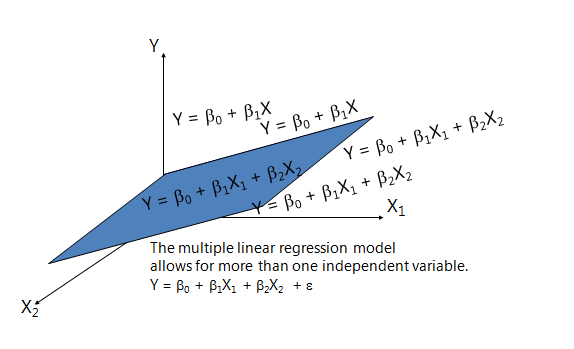 Y
Y = β₀ + β₁X
Y = β₀ + β₁X
Y = β₀ + β₁X₁ + β₂X₂
Y = β₀ + β₁X₁ + β₂X₂
Y = β₀ + β₁X₁ + β₂X₂
X₁
The multiple linear regression model
allows for more than one independent variable.
Y = β₀ + β₁X₁ + β₂X₂ + ε
X₂